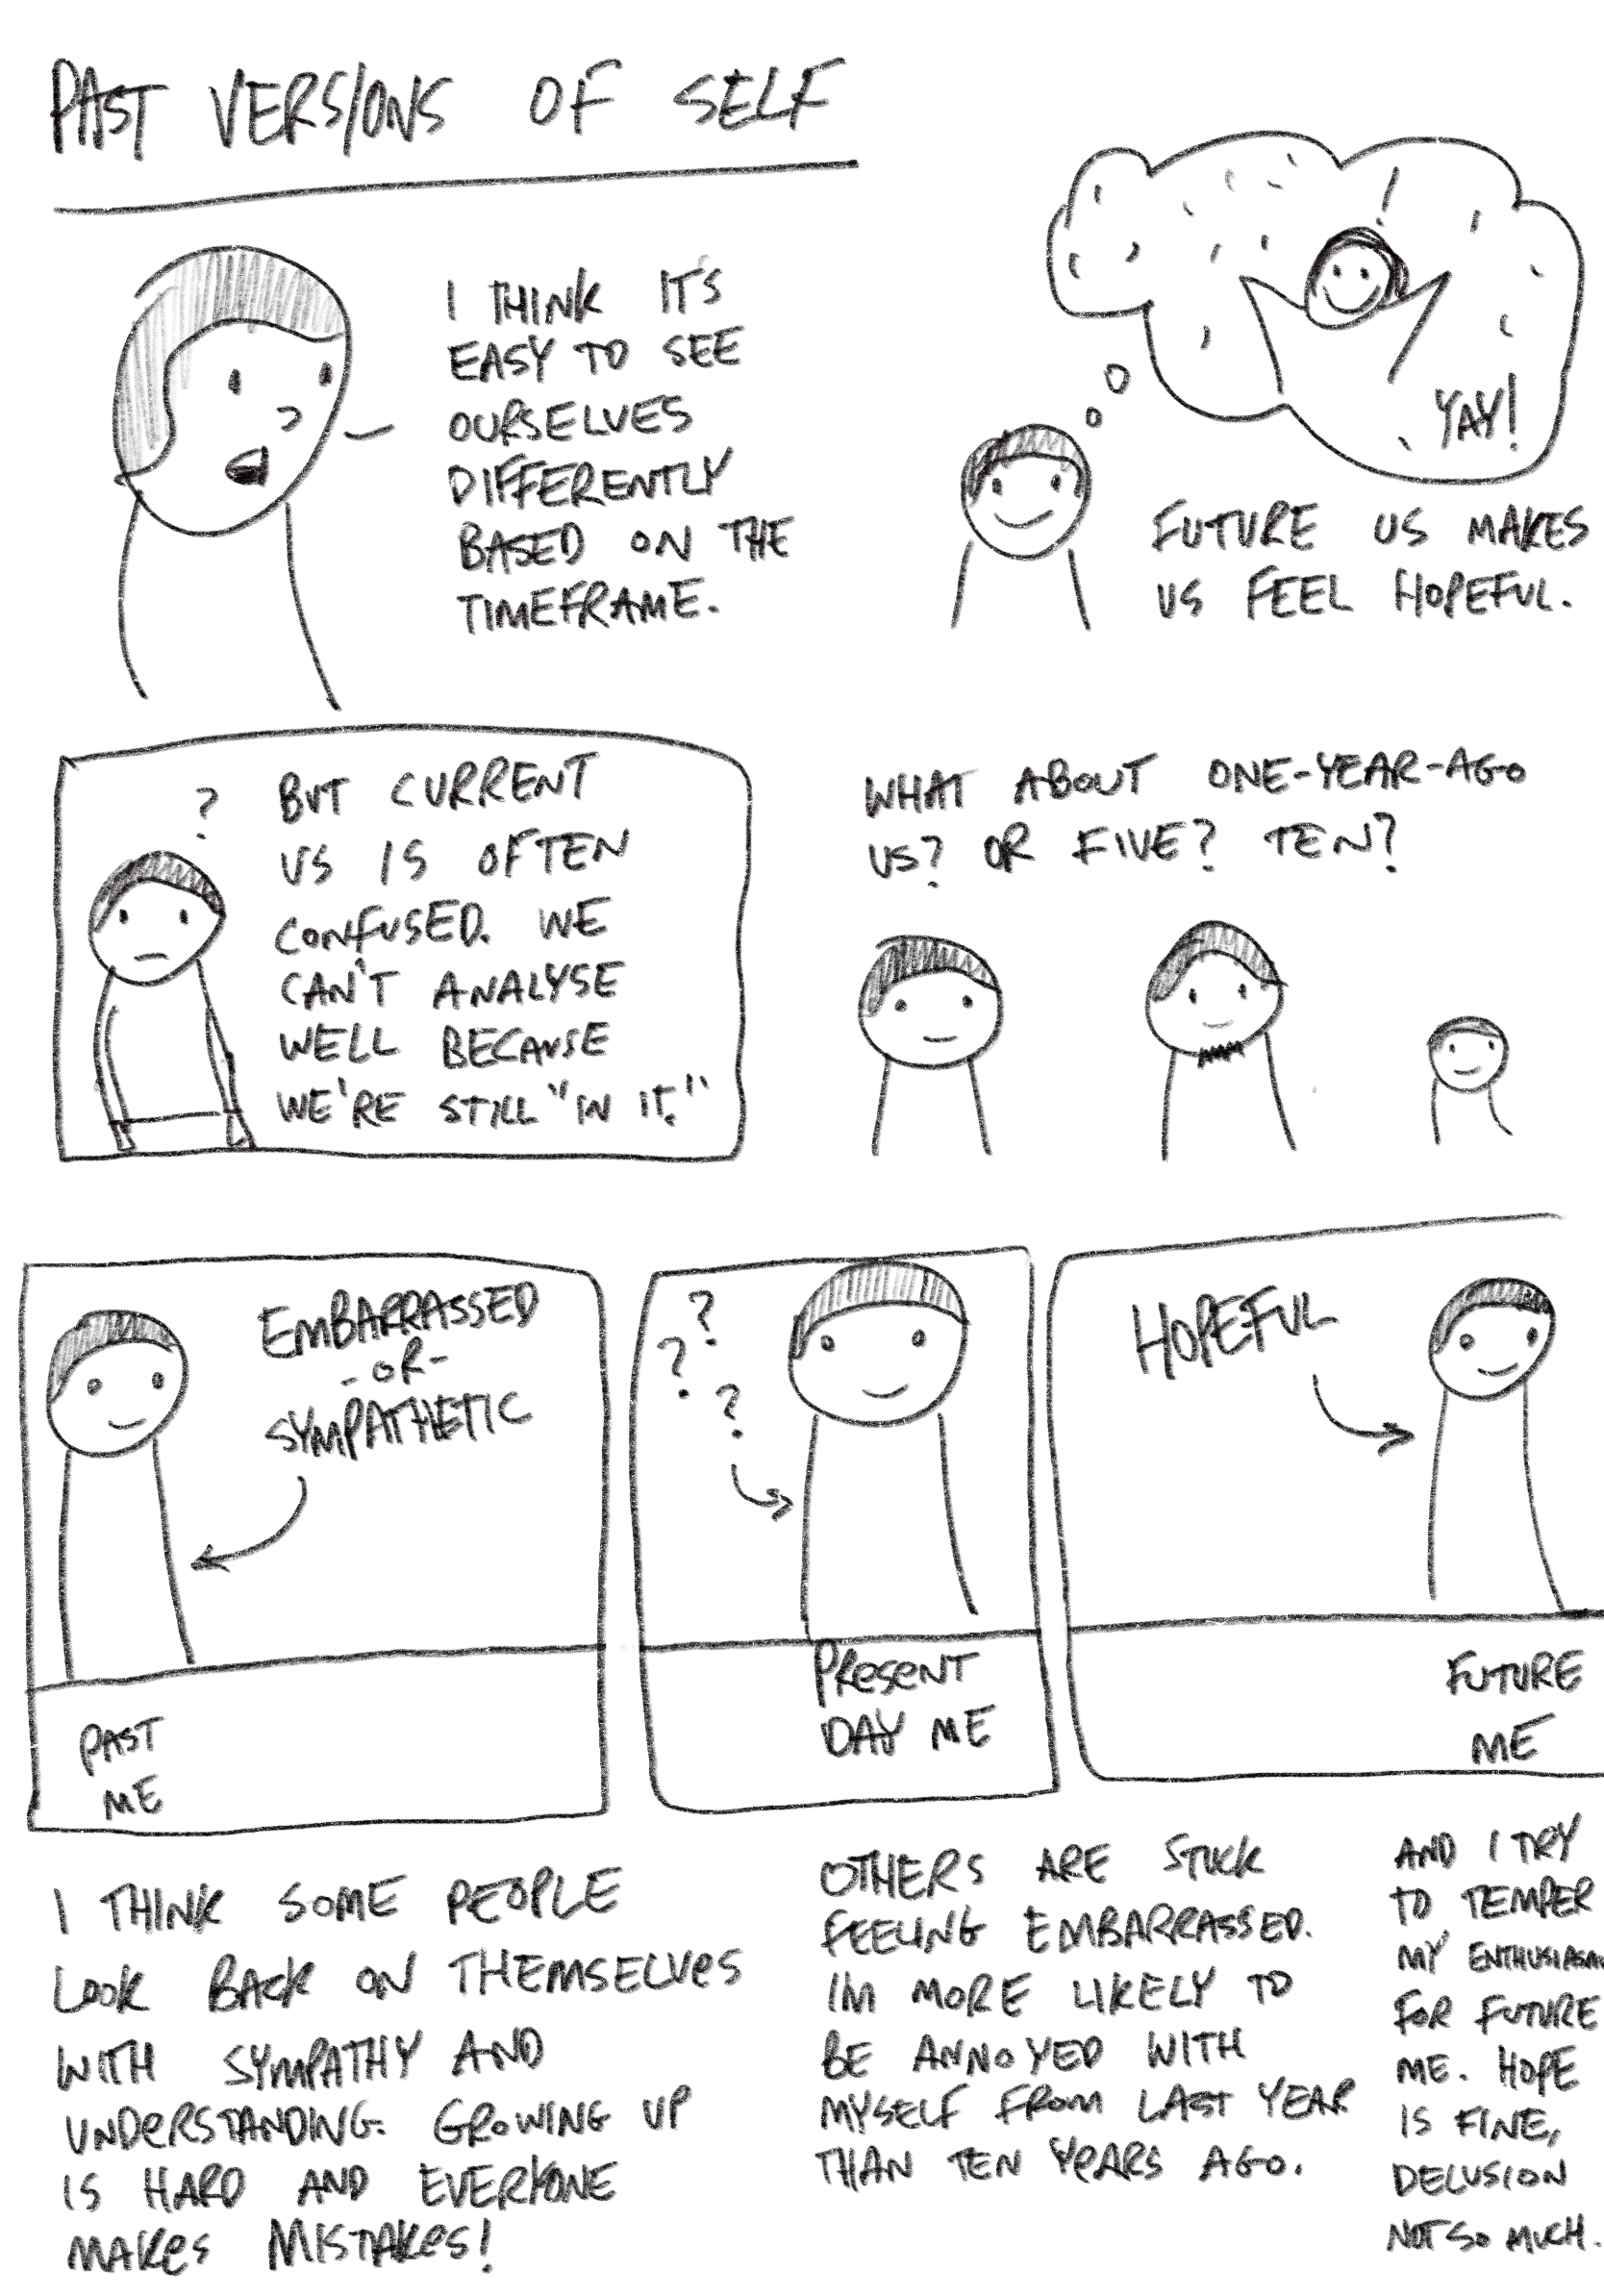 PAST VERSIONS OF SELF
I THINK IT'S
EASY TO SEE
OURSELVES
DIFFERENTLY
BASED ON THE
TIMEFRAME.
!
YAY!
FUTURE US MAKES
US FEEL HOPEFUL.
?
BUT CURRENT
US IS OFTEN
CONFUSED. WE
CAN'T ANALYSE
WELL BECAUSE
WE'RE STILL "IN IT."
WHAT ABOUT ONE-YEAR-AGO
US? OR FIVE? TEN?
EMBARRASSED
-OR-
SYMPATHETIC
PAST
ME
?
?
?
PRESENT
DAY ME
HOPEFUL
FUTURE
ME
I THINK SOME PEOPLE
LOOK BACK ON THEMSELVES
WITH SYMPATHY AND
UNDERSTANDING. GROWING UP
IS HARD AND EVERYONE
MAKES MISTAKES!
OTHERS ARE STUCK
FEELING EMBARRASSED.
I'M MORE LIKELY TO
BE ANNOYED WITH
MYSELF FROM LAST YEAR
THAN TEN YEARS AGO.
AND I TRY
TO TEMPER
MY ENTHUSIASM
FOR FUTURE
ME. HOPE
IS FINE,
DELUSION
NOT SO MUCH.